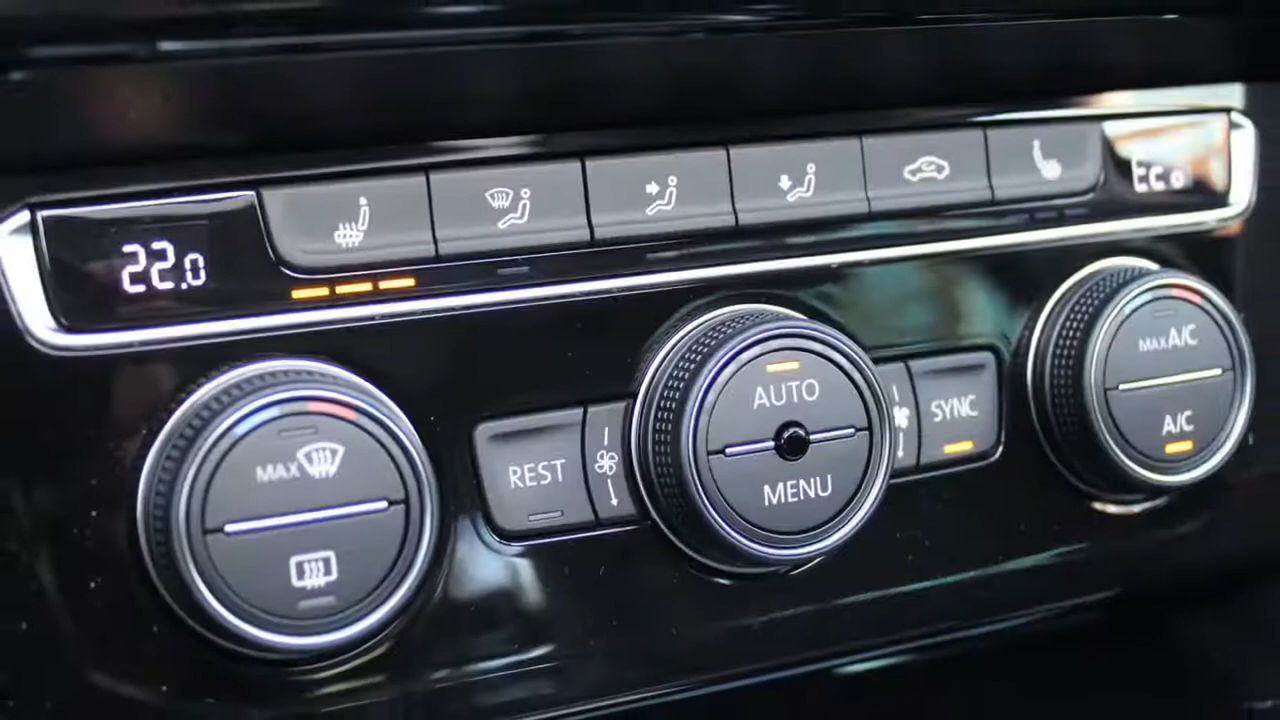 22.0
Eco
MAX
REST
AUTO
MENU
SYNC
MAX A/C
A/C